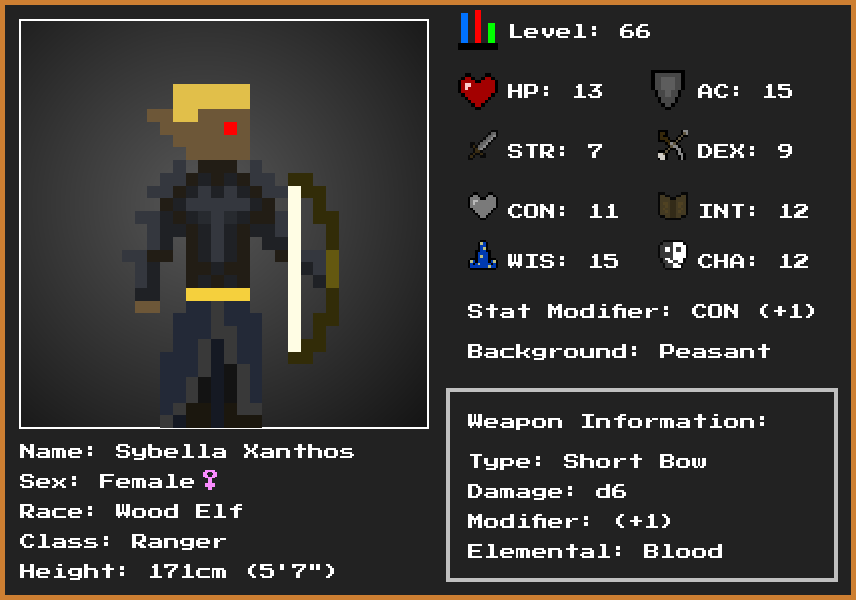 Level: 66
HP: 13 AC: 15
STR: 7 DEX: 9
CON: 11 INT: 12
WIS: 15 CHA: 12
Stat Modifier: CON (+1)
Background: Peasant
Weapon Information:
Type: Short Bow
Damage: d6
Modifier: (+1)
Elemental: Blood
Name: Sybella Xanthos
Sex: Female♀
Race: Wood Elf
Class: Ranger
Height: 171cm (5'7")